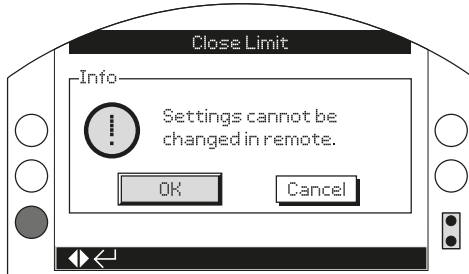 Close Limit
Info
Settings cannot be
changed in remote.
OK
Cancel